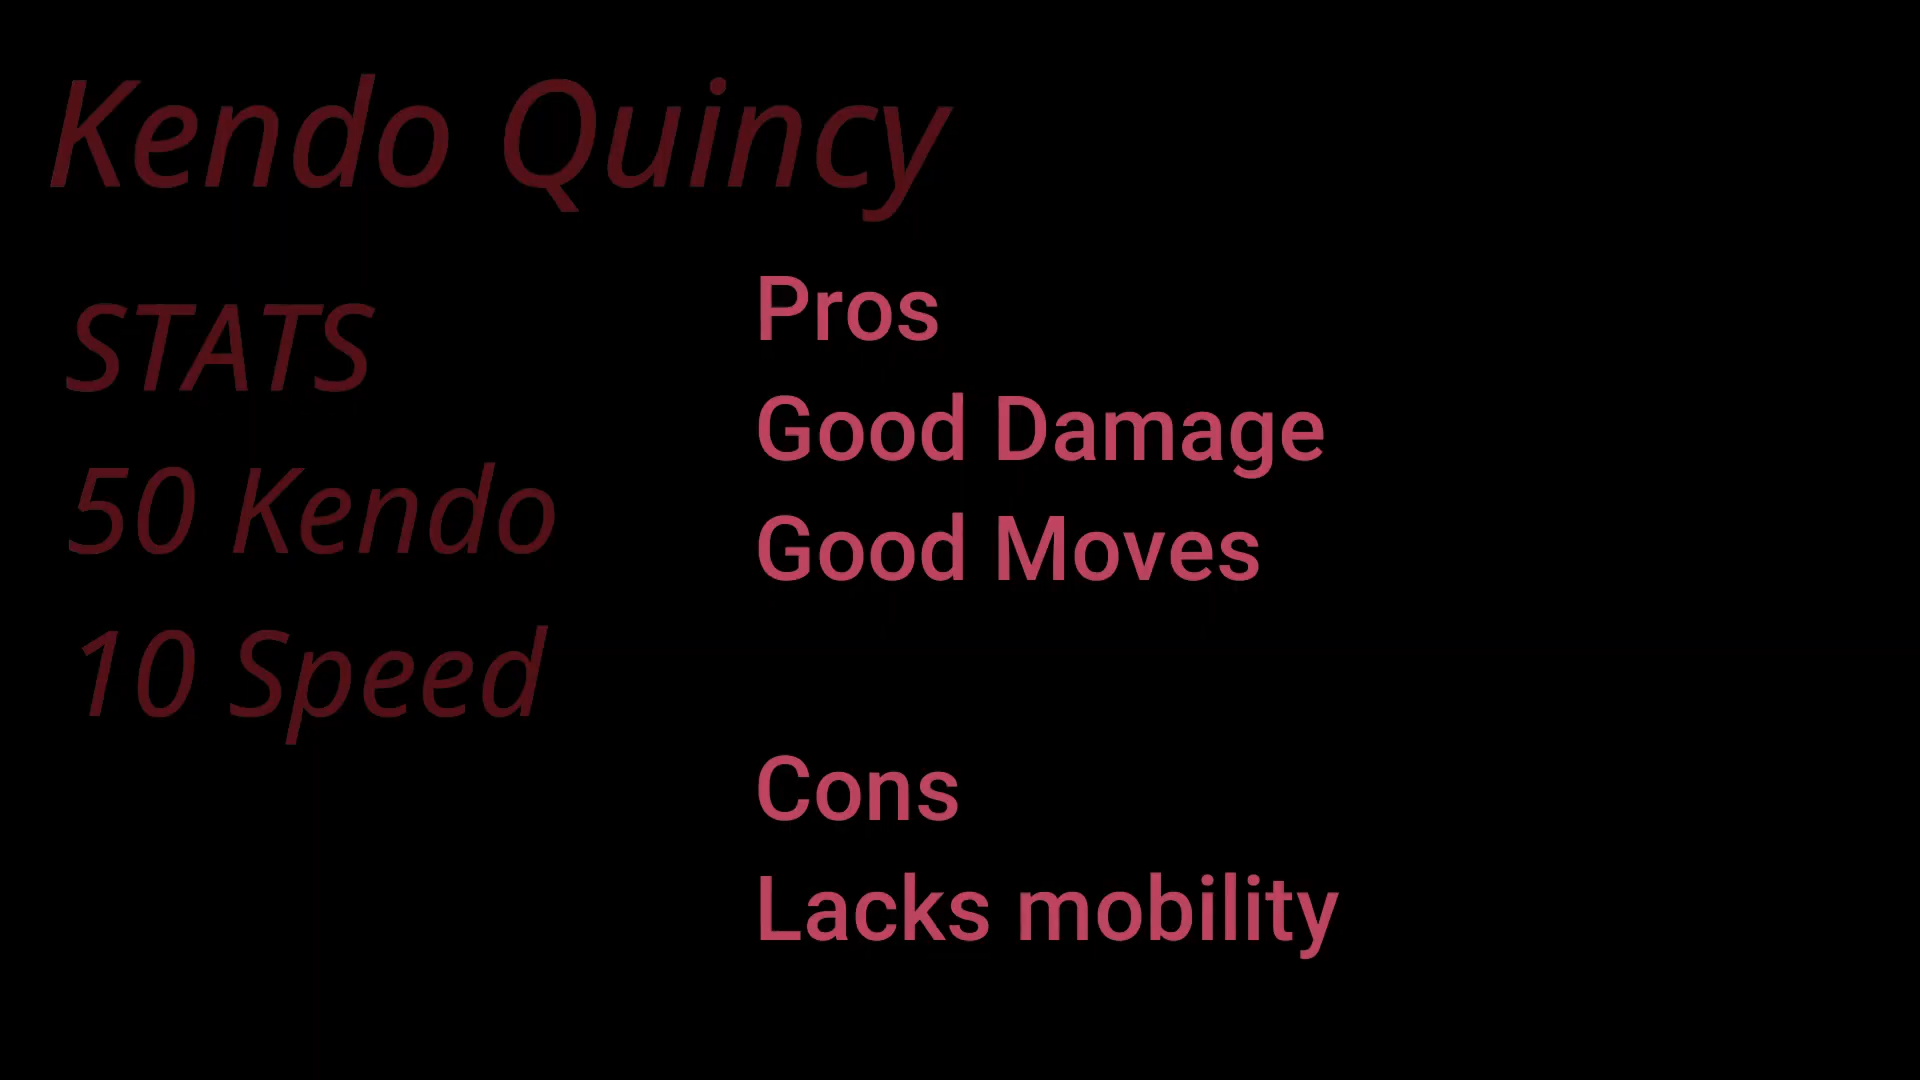 Kendo Quincy
STATS
50 Kendo
10 Speed
Pros
Good Damage
Good Moves
Cons
Lacks mobility